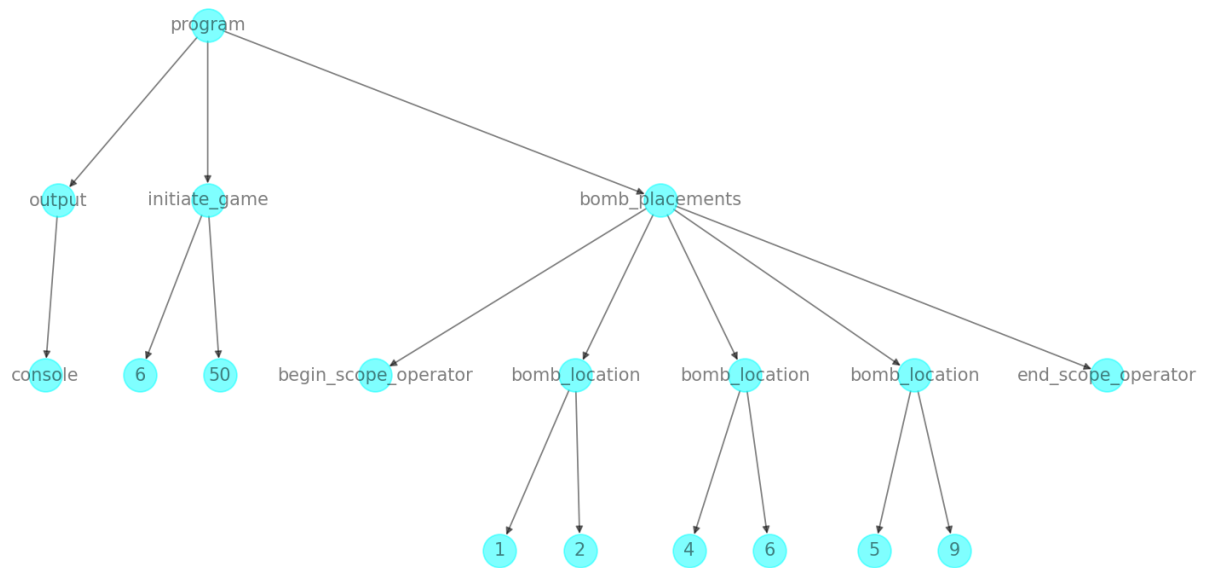 program
output
initiate_game
bomb_placements
console
6
50
begin_scope_operator
bomb_location
bomb_location
bomb_location
end_scope_operator
1
2
4
6
5
9